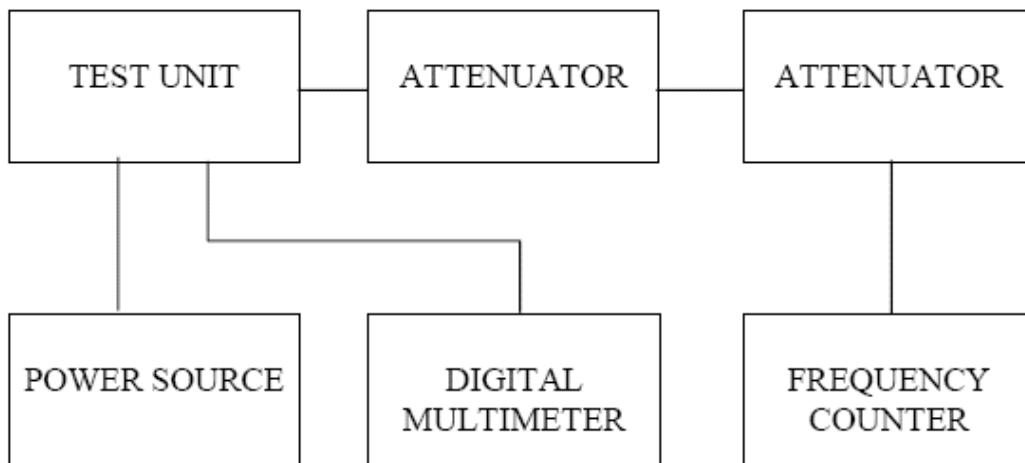 TEST UNIT
ATTENUATOR
ATTENUATOR
POWER SOURCE
DIGITAL
MULTIMETER
FREQUENCY
COUNTER